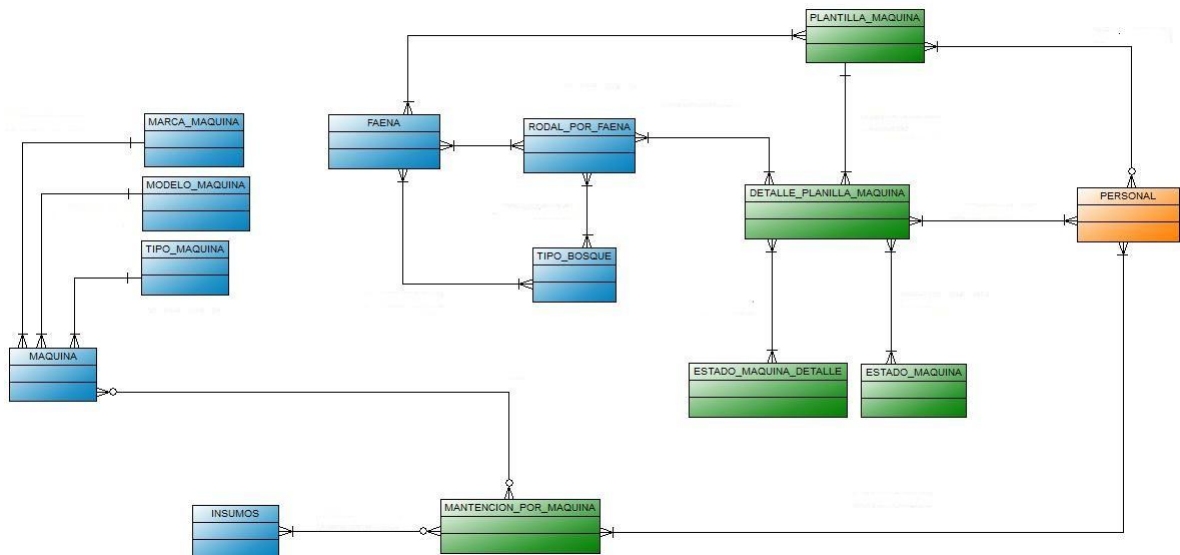 PLANTILLA_MAQUINA
MARCA_MAQUINA
FAENA
RODAL_POR_FAENA
MODELO_MAQUINA
DETALLE_PLANILLA_MAQUINA
PERSONAL
TIPO_MAQUINA
TIPO_BOSQUE
MAQUINA
ESTADO_MAQUINA_DETALLE
ESTADO_MAQUINA
INSUMOS
MANTENCION_POR_MAQUINA